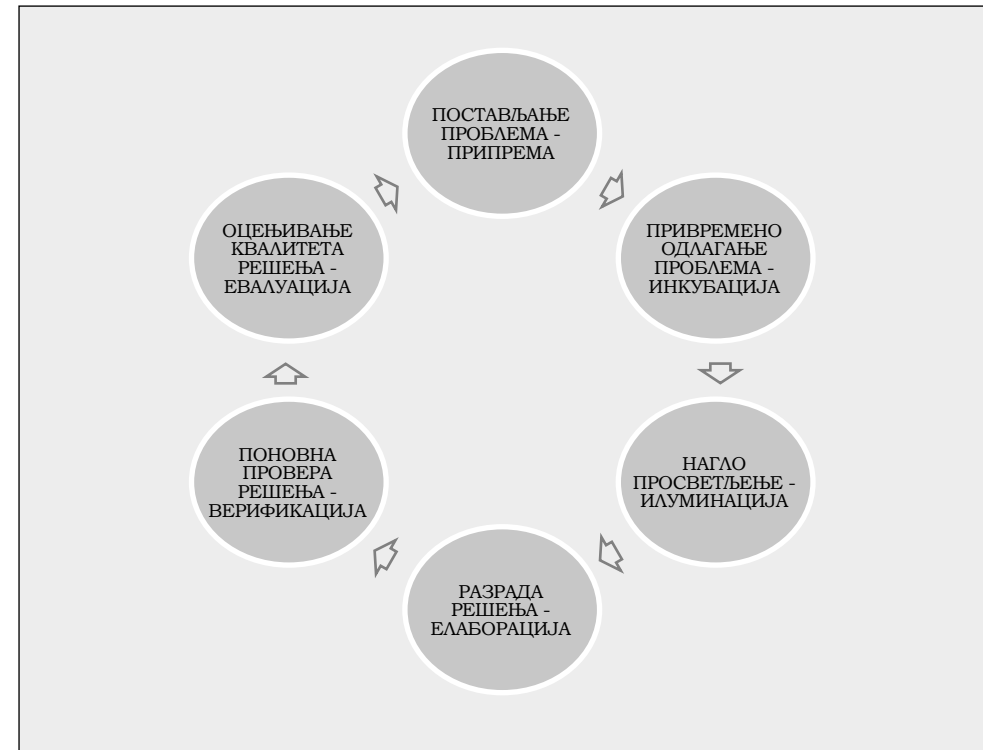 ПОСТАВЉАЊЕ
ПРОБЛЕМА -
ПРИПРЕМА
ПРИВРЕМЕНО
ОДЛАГАЊЕ
ПРОБЛЕМА -
ИНКУБАЦИЈА
НАГЛО
ПРОСВЕТЉЕЊЕ -
ИЛУМИНАЦИЈА
РАЗРАДА
РЕШЕЊА -
ЕЛАБОРАЦИЈА
ПОНОВНА
ПРОВЕРА
РЕШЕЊА -
ВЕРИФИКАЦИЈА
ОЦЕЊИВАЊЕ
КВАЛИТЕТА
РЕШЕЊА -
ЕВАЛУАЦИЈА